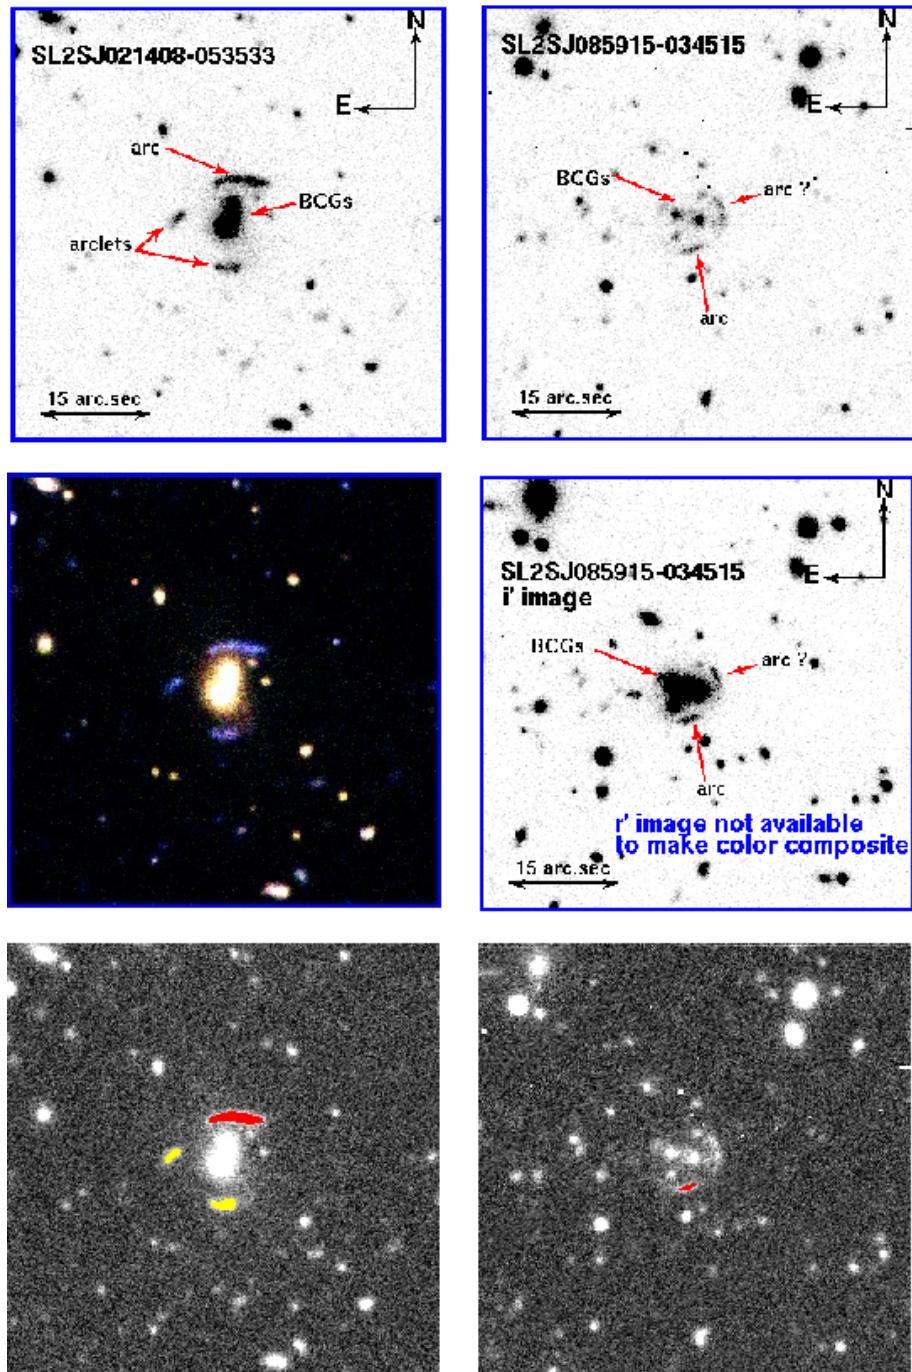 N
SL2SJ021408-053533
E
arc
BCGs
arclets
15 arc.sec
N
SL2SJ085915-034515
E
BCGs
arc ?
arc
15 arc.sec
N
SL2SJ085915-034515
E
i' image
BCGs
arc ?
arc
r' image not available
to make color composite
15 arc.sec